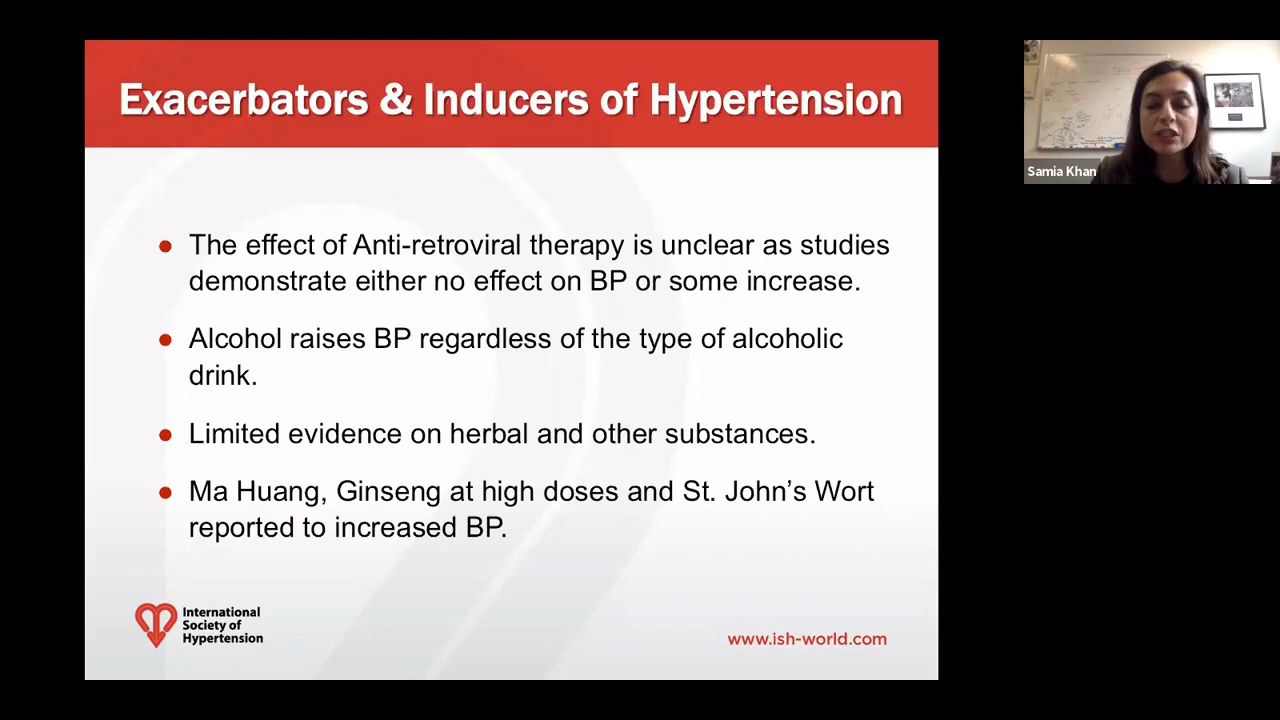 Exacerbators & Inducers of Hypertension
● The effect of Anti-retroviral therapy is unclear as studies
demonstrate either no effect on BP or some increase.
● Alcohol raises BP regardless of the type of alcoholic
drink.
● Limited evidence on herbal and other substances.
● Ma Huang, Ginseng at high doses and St. John’s Wort
reported to increased BP.
International
Society of
Hypertension
www.ish-world.com
Samia Khan